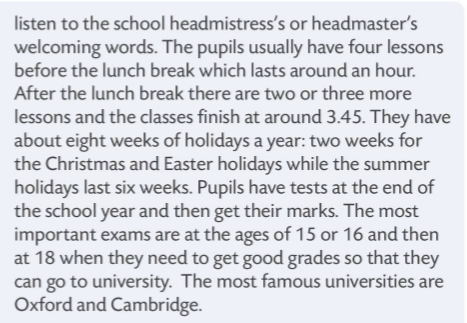 listen to the school headmistress's or headmaster's
welcoming words. The pupils usually have four lessons
before the lunch break which lasts around an hour.
After the lunch break there are two or three more
lessons and the classes finish at around 3.45. They have
about eight weeks of holidays a year: two weeks for
the Christmas and Easter holidays while the summer
holidays last six weeks. Pupils have tests at the end of
the school year and then get their marks. The most
important exams are at the ages of 15 or 16 and then
at 18 when they need to get good grades so that they
can go to university. The most famous universities are
Oxford and Cambridge.